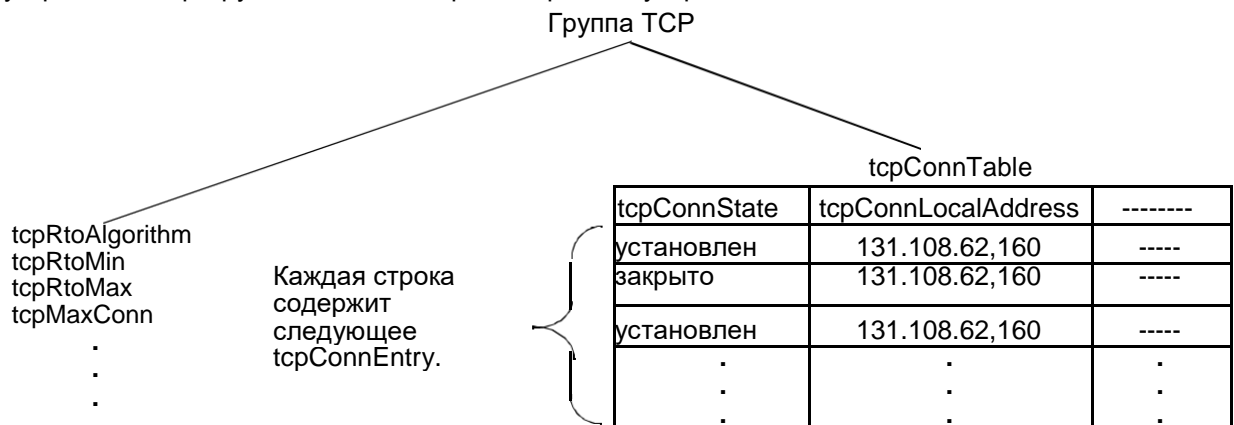 Группа TCP
tcpConnTable
tcpConnState tcpConnLocalAddress --------
установлен 131.108.62,160 -----
закрыто 131.108.62,160 -----
установлен 131.108.62,160 -----
. . .
. . .
tcpRtoAlgorithm
tcpRtoMin
tcpRtoMax
tcpMaxConn
.
.
.
Каждая строка
содержит
следующее
tcpConnEntry.